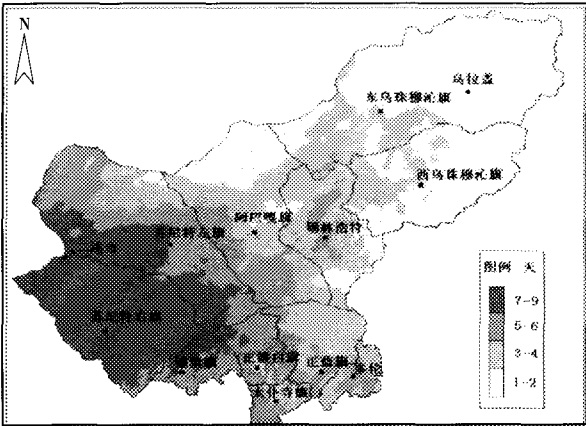 N
乌拉盖
东乌珠穆沁旗
西乌珠穆沁旗
阿巴嘎旗
锡林浩特
苏尼特左旗
二连浩特
苏尼特右旗
镶黄旗
正镶白旗
正蓝旗
多伦
太仆寺旗
图例 天
7-9
5-6
3-4
1-2